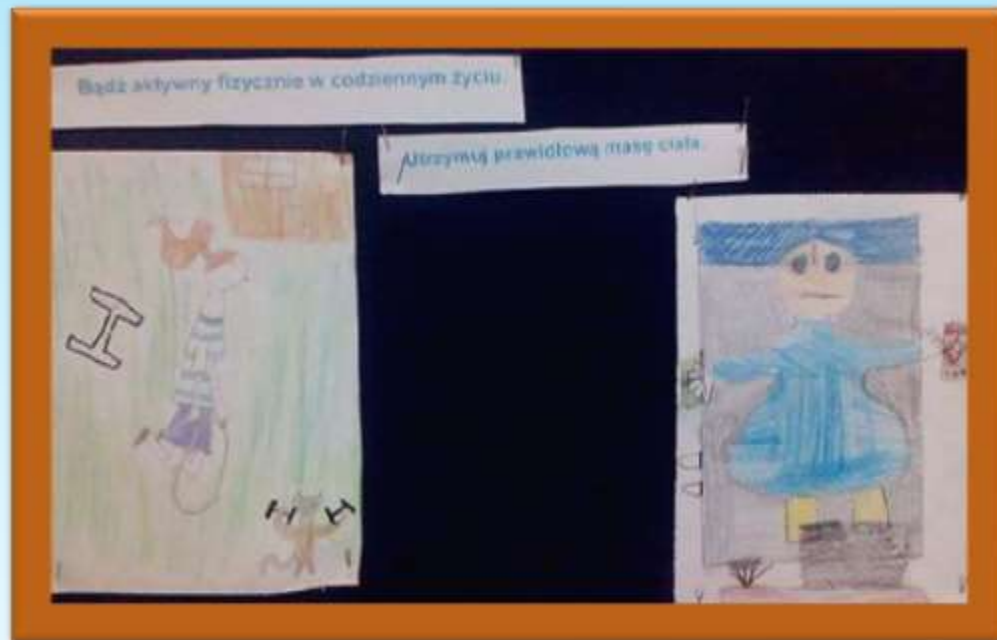 Bądź aktywny fizycznie w codziennym życiu.
Utrzymuj prawidłową masę ciała.